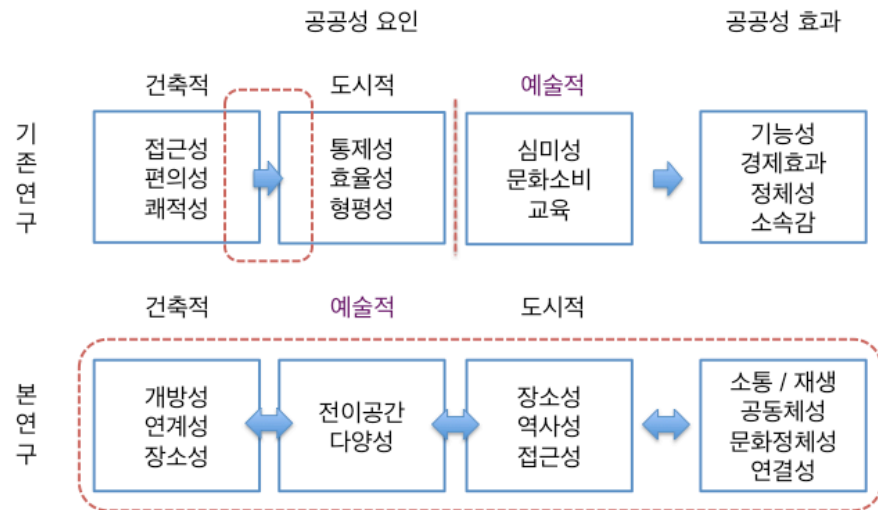 공공성 요인
공공성 효과
건축적
도시적
예술적
기존연구
접근성
편의성
쾌적성
통제성
효율성
형평성
심미성
문화소비
교육
기능성
경제효과
정체성
소속감
건축적
예술적
도시적
본연구
개방성
연계성
장소성
전이공간
다양성
장소성
역사성
접근성
소통 / 재생
공동체성
문화정체성
연결성